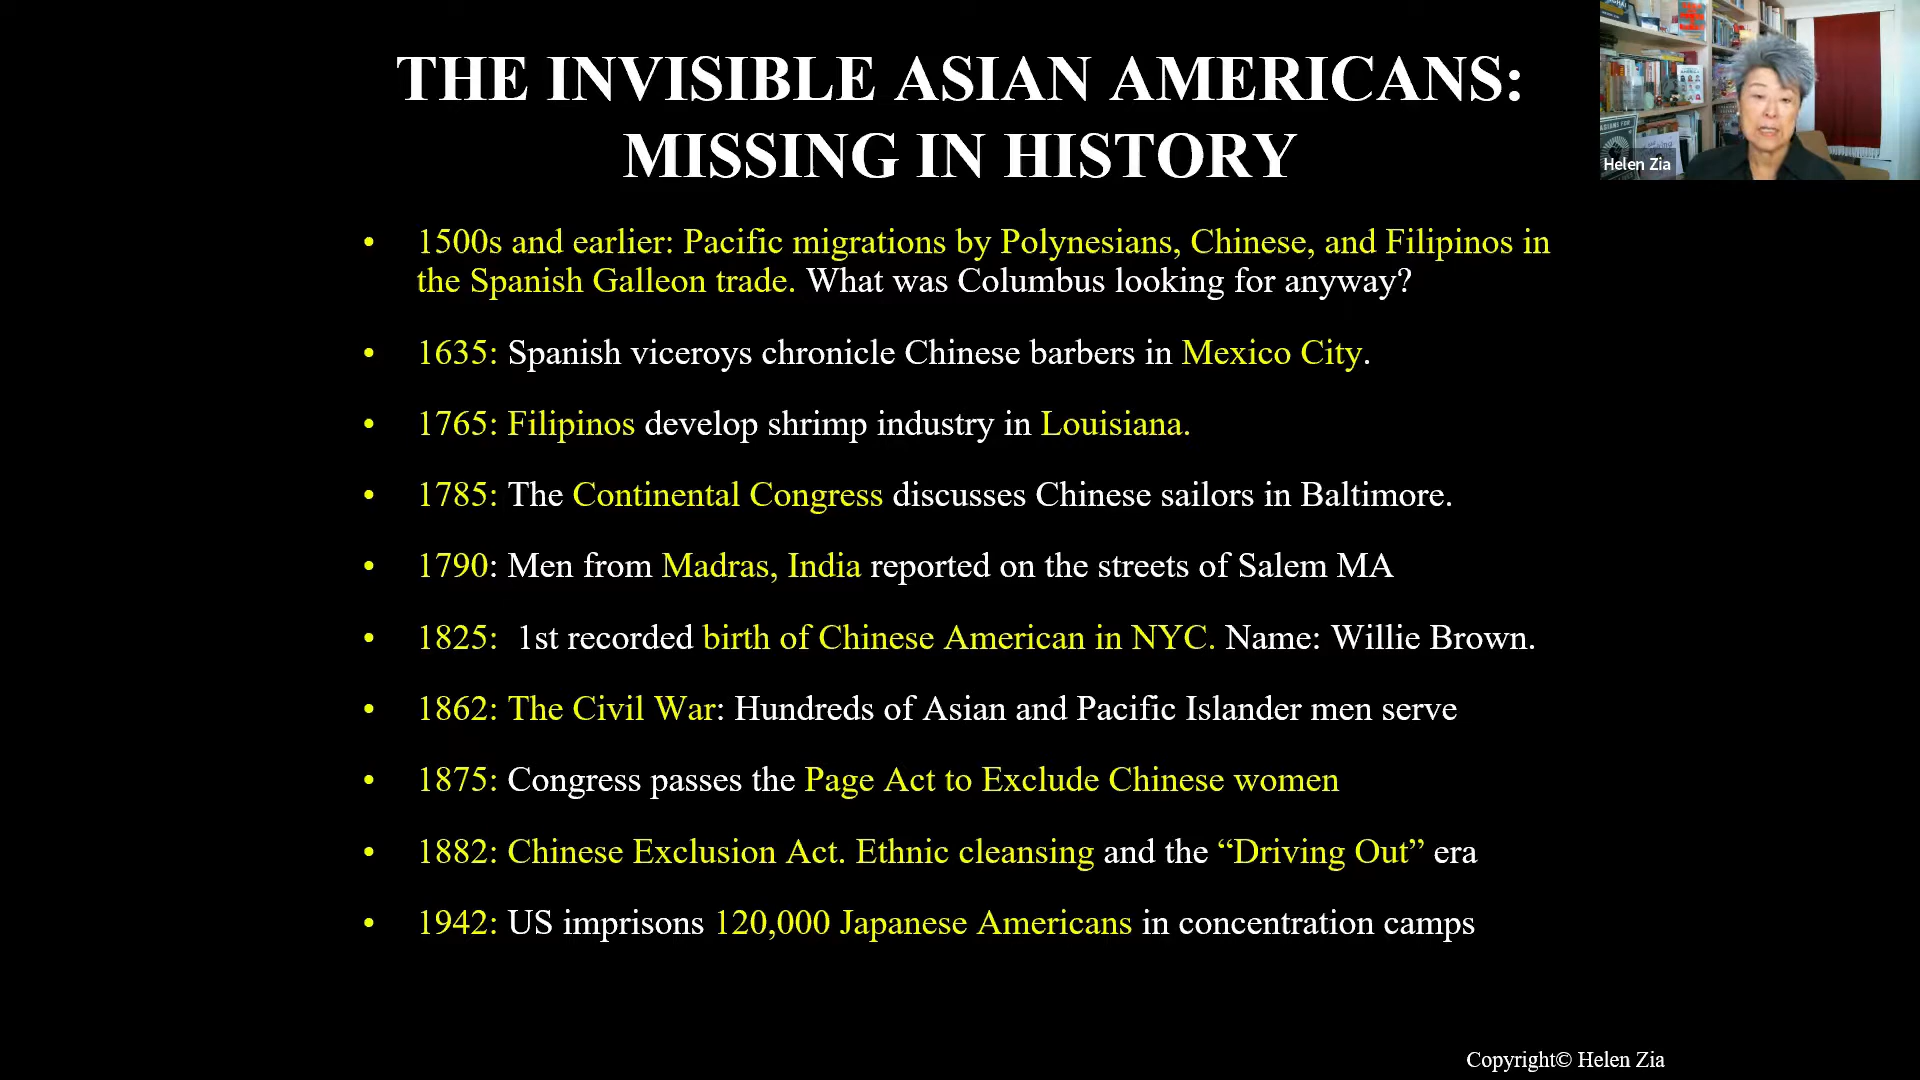 THE INVISIBLE ASIAN AMERICANS:
MISSING IN HISTORY
Helen Zia
• 1500s and earlier: Pacific migrations by Polynesians, Chinese, and Filipinos in
the Spanish Galleon trade. What was Columbus looking for anyway?
• 1635: Spanish viceroys chronicle Chinese barbers in Mexico City.
• 1765: Filipinos develop shrimp industry in Louisiana.
• 1785: The Continental Congress discusses Chinese sailors in Baltimore.
• 1790: Men from Madras, India reported on the streets of Salem MA
• 1825:  1st recorded birth of Chinese American in NYC. Name: Willie Brown.
• 1862: The Civil War: Hundreds of Asian and Pacific Islander men serve
• 1875: Congress passes the Page Act to Exclude Chinese women
• 1882: Chinese Exclusion Act. Ethnic cleansing and the “Driving Out” era
• 1942: US imprisons 120,000 Japanese Americans in concentration camps
Copyright© Helen Zia